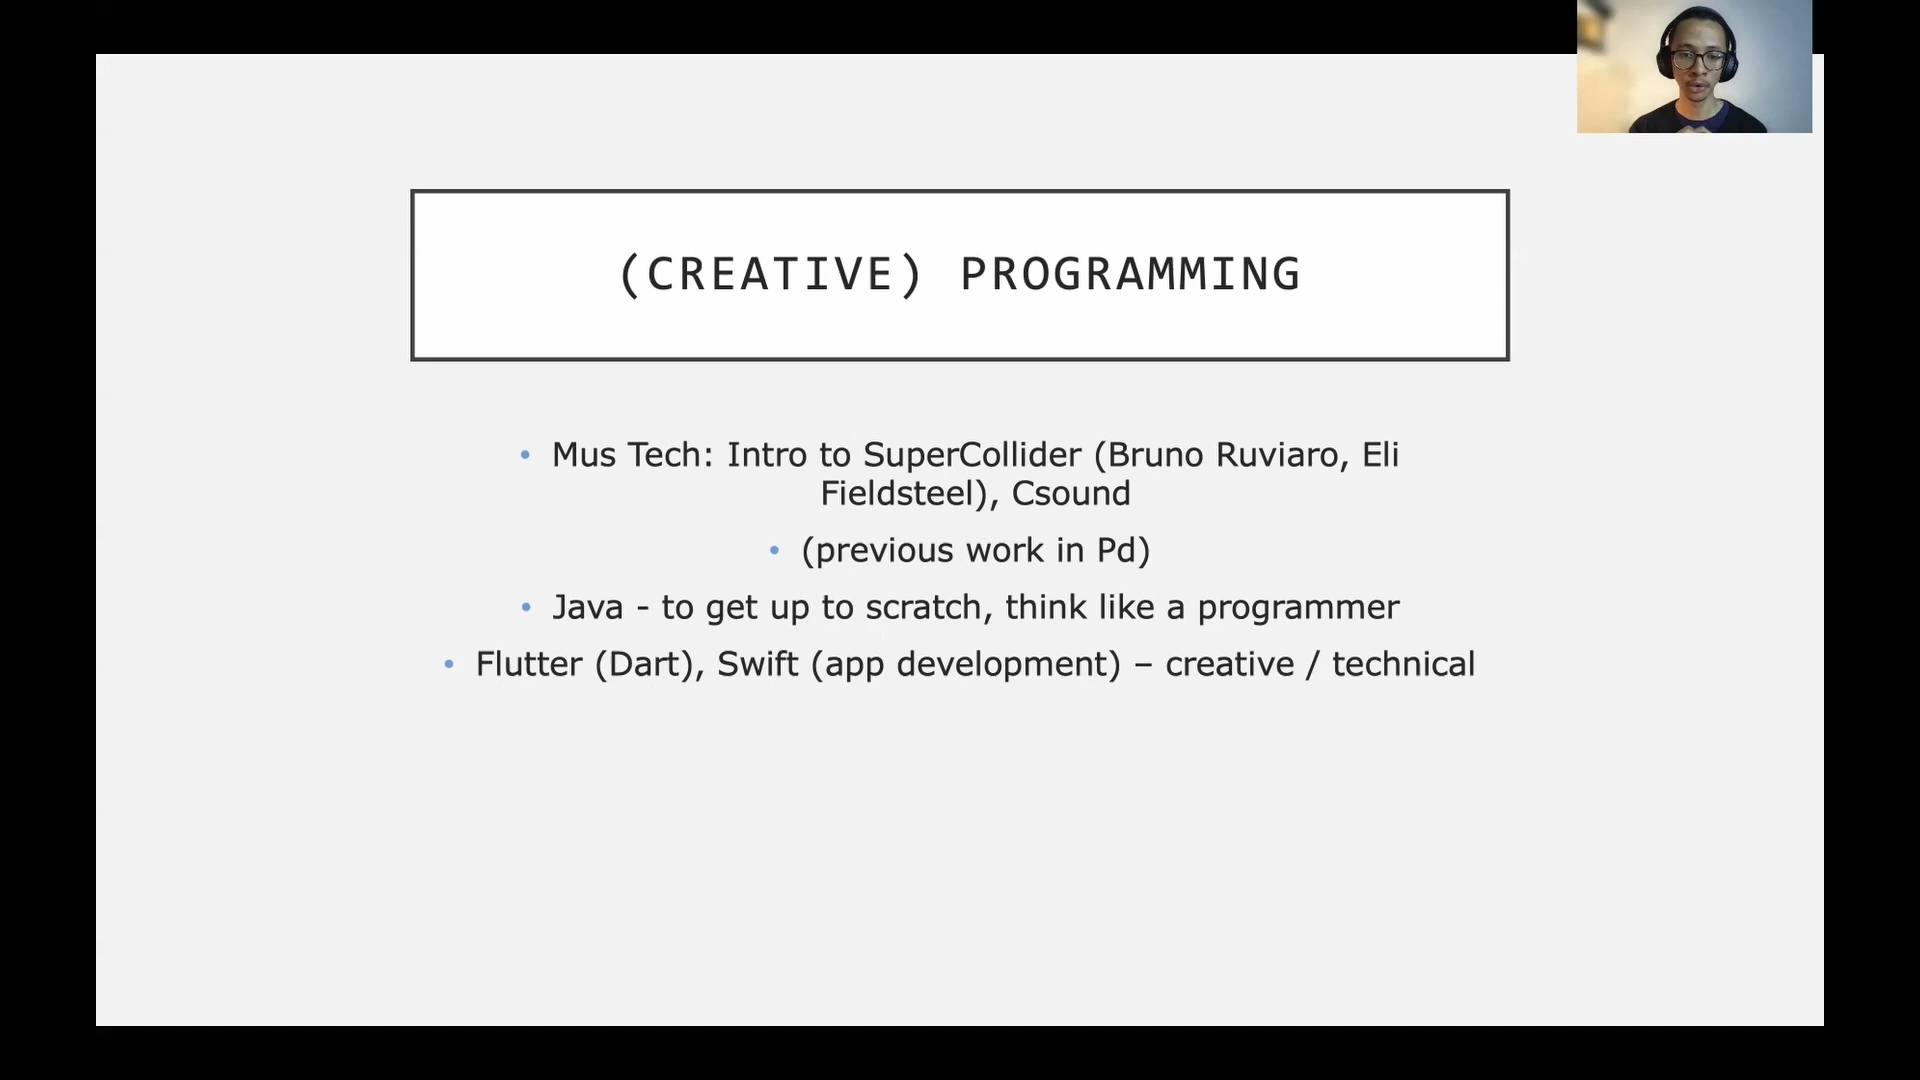 (CREATIVE) PROGRAMMING
• Mus Tech: Intro to SuperCollider (Bruno Ruviaro, Eli
Fieldsteel), Csound
• (previous work in Pd)
• Java - to get up to scratch, think like a programmer
• Flutter (Dart), Swift (app development) – creative / technical